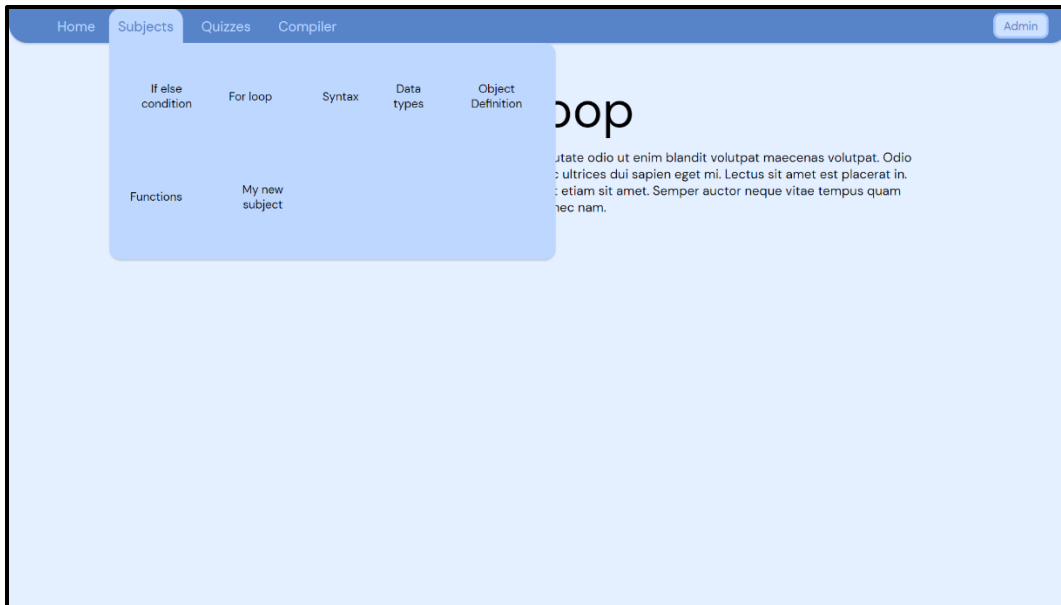 Home Subjects Quizzes Compiler Admin
If else
condition
For loop
Syntax
Data
types
Object
Definition
Functions
My new
subject
oop
utate odio ut enim blandit volutpat maecenas volutpat. Odio
ultrices dui sapien eget mi. Lectus sit amet est placerat in.
etiam sit amet. Semper auctor neque vitae tempus quam
nec nam.